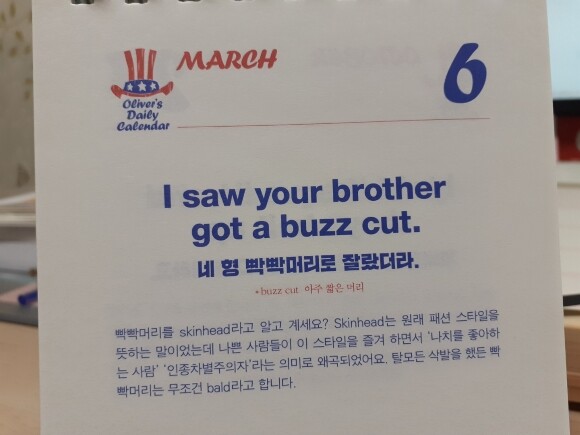 MARCH
6
Oliver's
Daily
Calendar
I saw your brother
got a buzz cut.
네 형 빡빡머리로 잘랐더라.
*buzz cut 아주 짧은 머리
빡빡머리를 skinhead라고 알고 계세요? Skinhead는 원래 패션 스타일을
뜻하는 말이었는데 나쁜 사람들이 이 스타일을 즐겨 하면서 '나치를 좋아하
는 사람' '인종차별주의자'라는 의미로 왜곡되었어요. 탈모든 삭발을 했든 빡
빡머리는 무조건 bald라고 합니다.